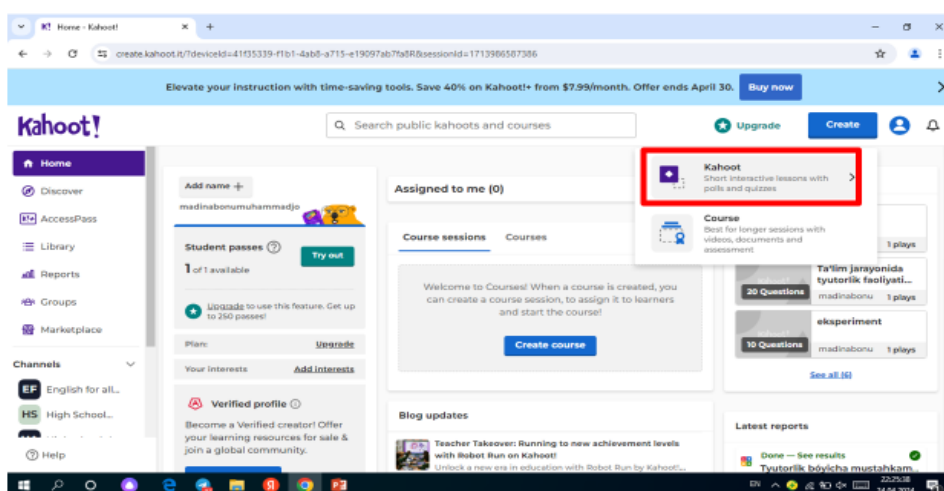 Home - Kahoot!
create.kahoot.it/?deviceId=41f35339-f1b1-4ab8-a715-e19097ab7fa8R&sessionId=1713986587386
Elevate your instruction with time-saving tools. Save 40% on Kahoot!+ from $7.99/month. Offer ends April 30.
Buy now
Kahoot!
Search public kahoots and courses
Upgrade
Create
Home
Discover
AccessPass
Library
Reports
Groups
Marketplace
Channels
EF English for all...
HS High School...
Help
Add name +
madinabonumuhammadjo
Student passes
1 of 1 available
Try out
Upgrade to use this feature. Get up
to 250 passes!
Plan:
Upgrade
Your interests
Add interests
Verified profile
Become a Verified creator! Offer
your learning resources for sale &
join a global community.
Assigned to me (0)
Course sessions
Courses
Welcome to Courses! When a course is created, you
can create a course session, to assign it to learners
and start the course!
Create course
Blog updates
Teacher Takeover: Running to new achievement levels
with Robot Run on Kahoot!
Unlock a new era in education with Robot Run by Kahoot!...
Kahoot
Short interactive lessons with
polls and quizzes
Course
Best for longer sessions with
videos, documents and
assessment
1 plays
Ta'lim jarayonida
tyutorlik faoliyati...
20 Questions
madinabonu
1 plays
eksperiment
10 Questions
madinabonu
1 plays
See all (6)
Latest reports
Done — See results
Tyutorlik bóyicha mustahkam...
EN
22:25:38
24.04.2024